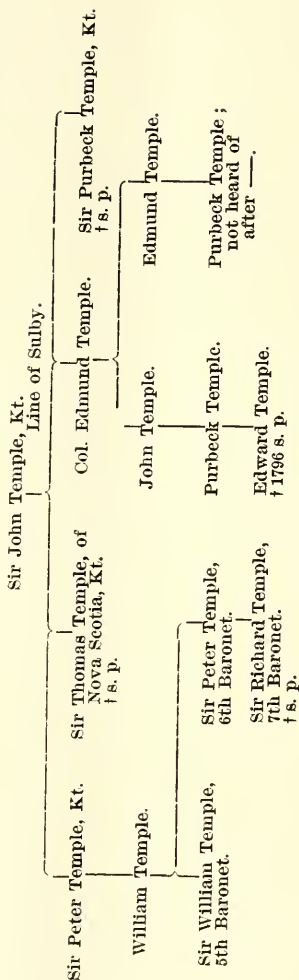 Sir John Temple, Kt.
Line of Sulby.
Sir Peter Temple, Kt.
Sir Thomas Temple, of
Nova Scotia, Kt.
† s. p.
Col. Edmund Temple.
Sir Purbeck Temple, Kt.
† s. p.
William Temple.
John Temple.
Edmund Temple.
Sir William Temple,
5th Baronet.
Sir Peter Temple,
6th Baronet.
Purbeck Temple.
Purbeck Temple ;
not heard of
after —.
Sir Richard Temple,
7th Baronet.
† s. p.
Edward Temple.
† 1796 s. p.